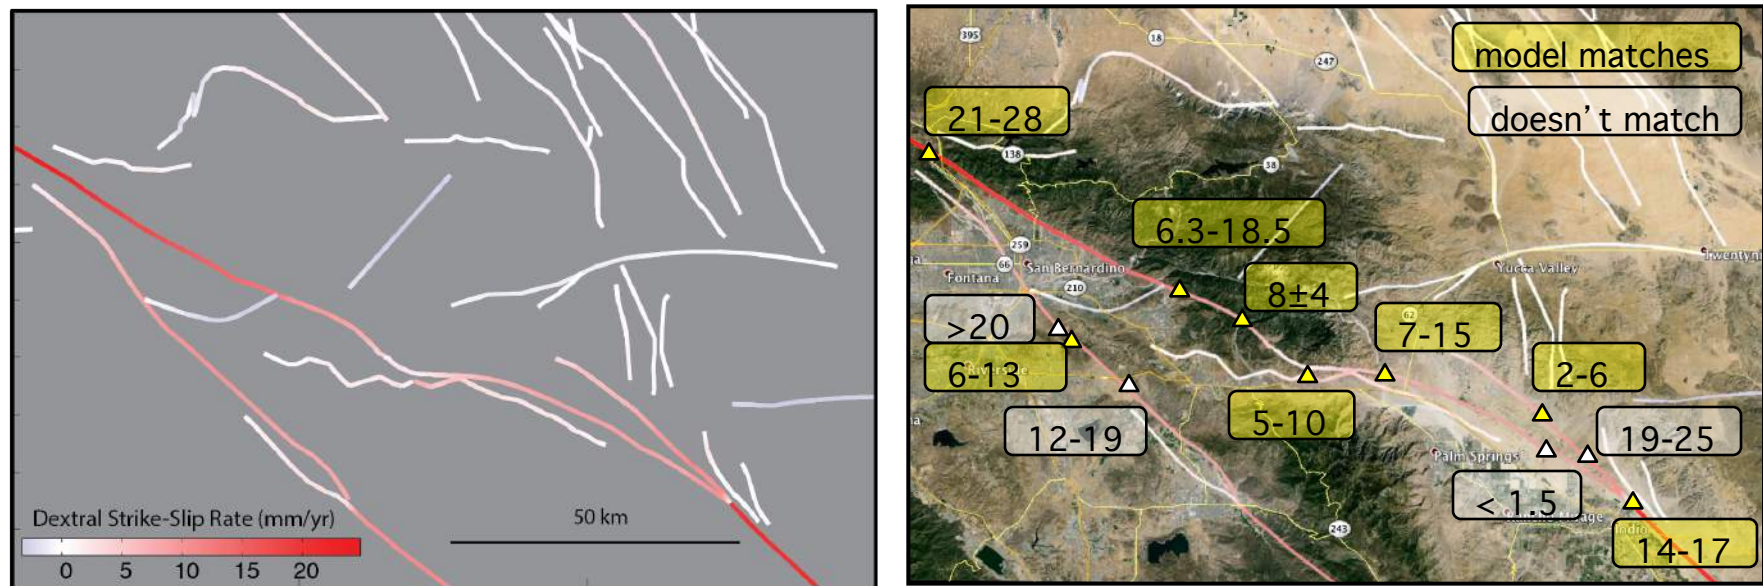 Dextral Strike-Slip Rate (mm/yr)
0 5 10 15 20
50 km
model matches
doesn't match
395
18
247
21-28
138
38
6.3-18.5
259
66
San Bernardino
Fontana
210
Yucca Valley
8±4
>20
62
7-15
6-13
2-6
5-10
12-19
19-25
Palm Springs
< 1.5
243
14-17